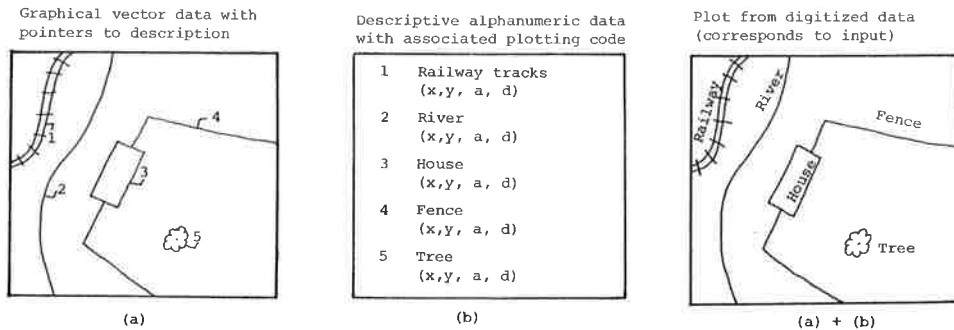 Graphical vector data with
pointers to description
1
2
3
4
5
(a)
Descriptive alphanumeric data
with associated plotting code
1 Railway tracks
(x,y, a, d)
2 River
(x,y, a, d)
3 House
(x,y, a, d)
4 Fence
(x,y, a, d)
5 Tree
(x,y, a, d)
(b)
Plot from digitized data
(corresponds to input)
Railway
River
Fence
House
Tree
(a) + (b)